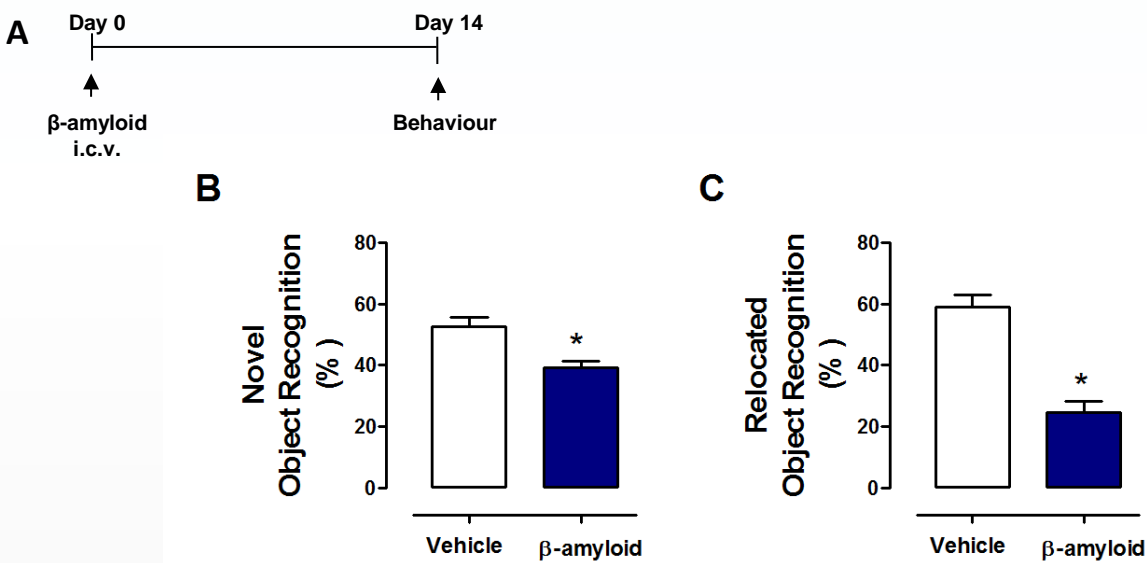 A
Day 0
Day 14
β-amyloid
i.c.v.
Behaviour
B
Novel
Object Recognition
(% )
80
60
40
20
0
*
Vehicle
β-amyloid
C
Relocated
Object Recognition
(% )
80
60
40
20
0
*
Vehicle
β-amyloid